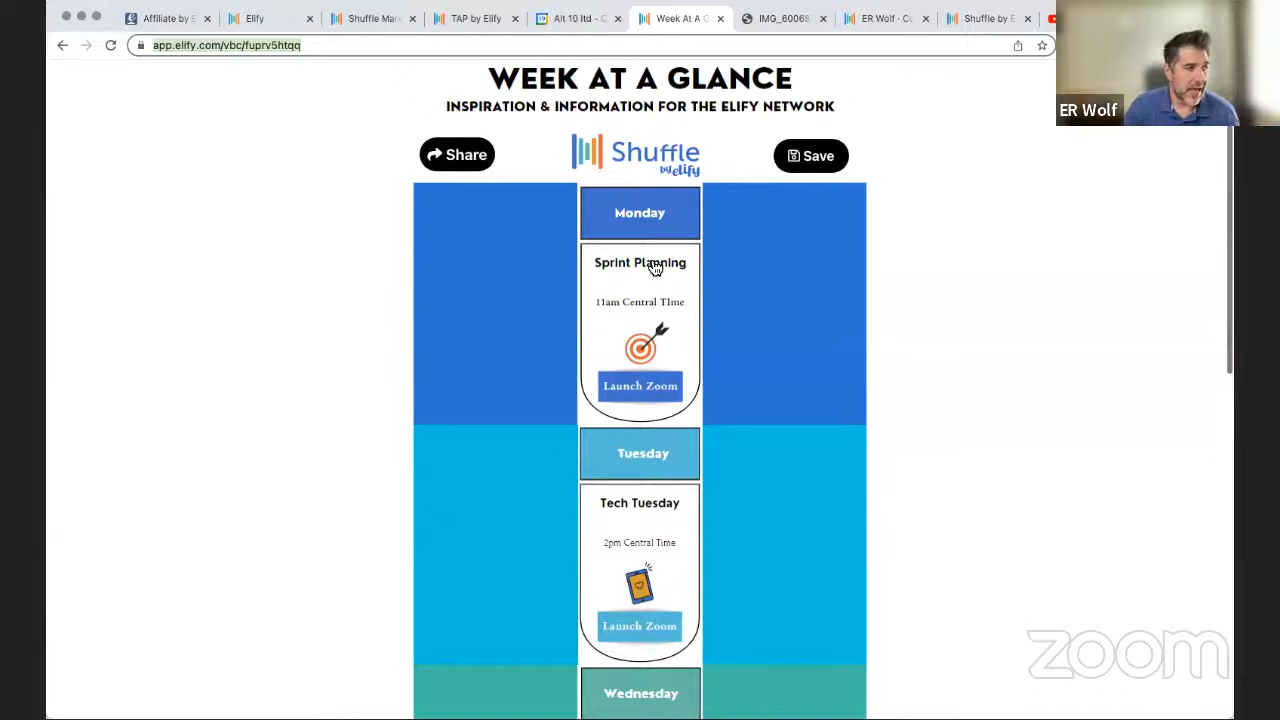 Affiliate by E
Elify
Shuffle Mar
TAP by Elify
Alt 10 ltd - C
Week At A G
IMG_6006
ER Wolf - Co
Shuffle by E
app.elify.com/vbc/fuprv5htqq
ER Wolf
WEEK AT A GLANCE
INSPIRATION & INFORMATION FOR THE ELIFY NETWORK
Share
Shuffle
by elify
Save
Monday
Sprint Planning
11am Central TIme
Launch Zoom
Tuesday
Tech Tuesday
2pm Central Time
Launch Zoom
Wednesday
zoom